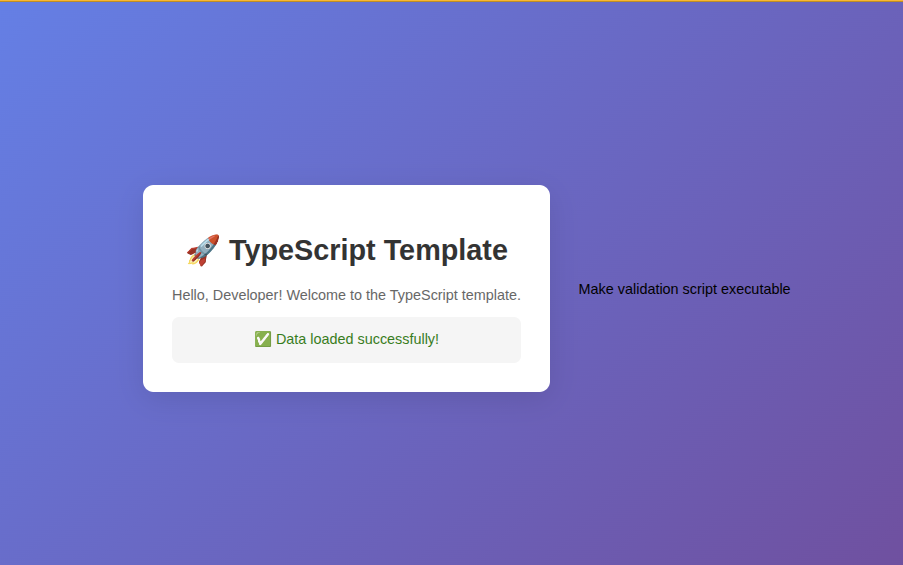 🚀 TypeScript Template
Hello, Developer! Welcome to the TypeScript template.
✅ Data loaded successfully!
Make validation script executable